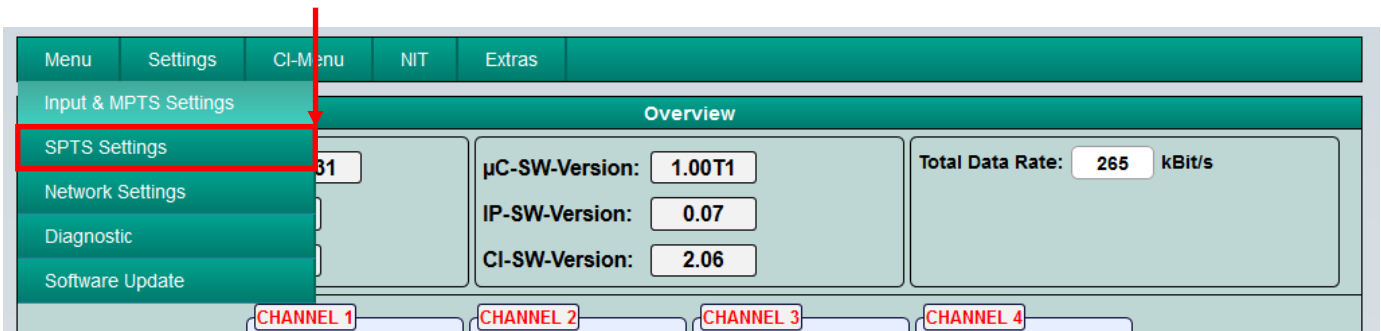 Menu Settings CI-Menu NIT Extras
Input & MPTS Settings
SPTS Settings
Network Settings
Diagnostic
Software Update
Overview
µC-SW-Version: 1.00T1
IP-SW-Version: 0.07
CI-SW-Version: 2.06
Total Data Rate: 265 kBit/s
CHANNEL 1 CHANNEL 2 CHANNEL 3 CHANNEL 4